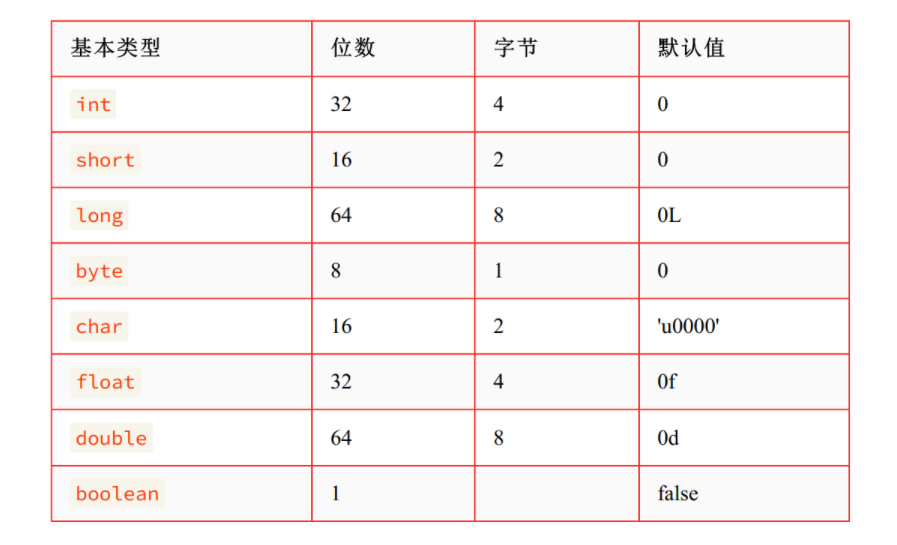 基本类型 位数 字节 默认值
int 32 4 0
short 16 2 0
long 64 8 0L
byte 8 1 0
char 16 2 'u0000'
float 32 4 0f
double 64 8 0d
boolean 1 false